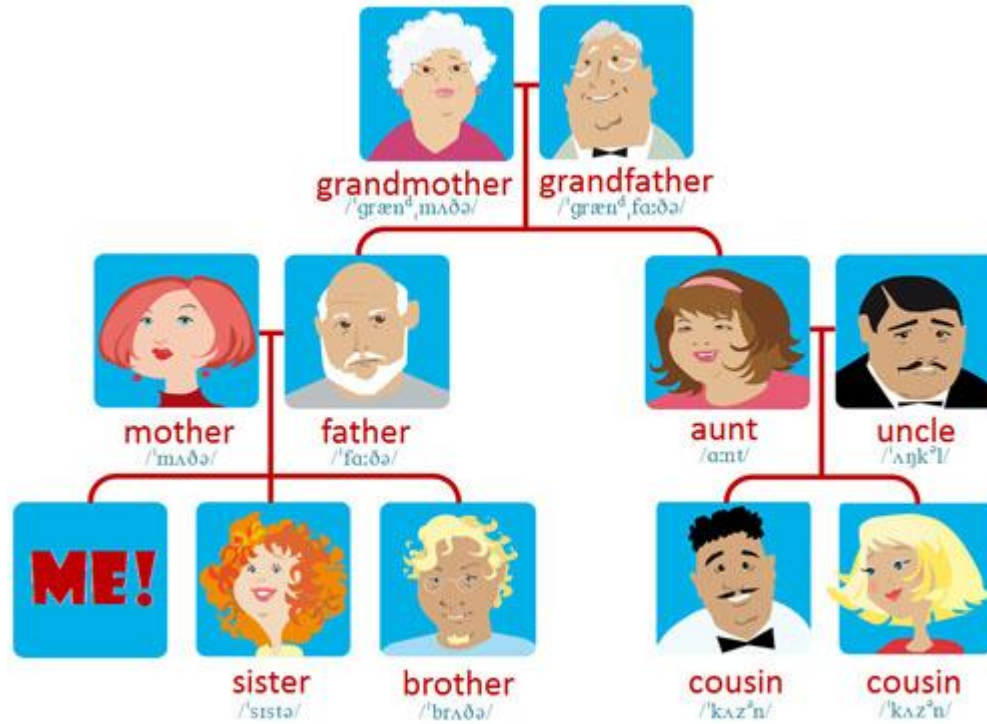 grandmother grandfather
/ˈɡrænᵈˌmʌðə/ /ˈɡrænᵈˌfɑːðə/
mother father aunt uncle
/ˈmʌðə/ /ˈfɑːðə/ /ɑːnt/ /ˈʌŋkᵊl/
ME!
sister brother cousin cousin
/ˈsɪstə/ /ˈbrʌðə/ /ˈkʌzᵊn/ /ˈkʌzᵊn/